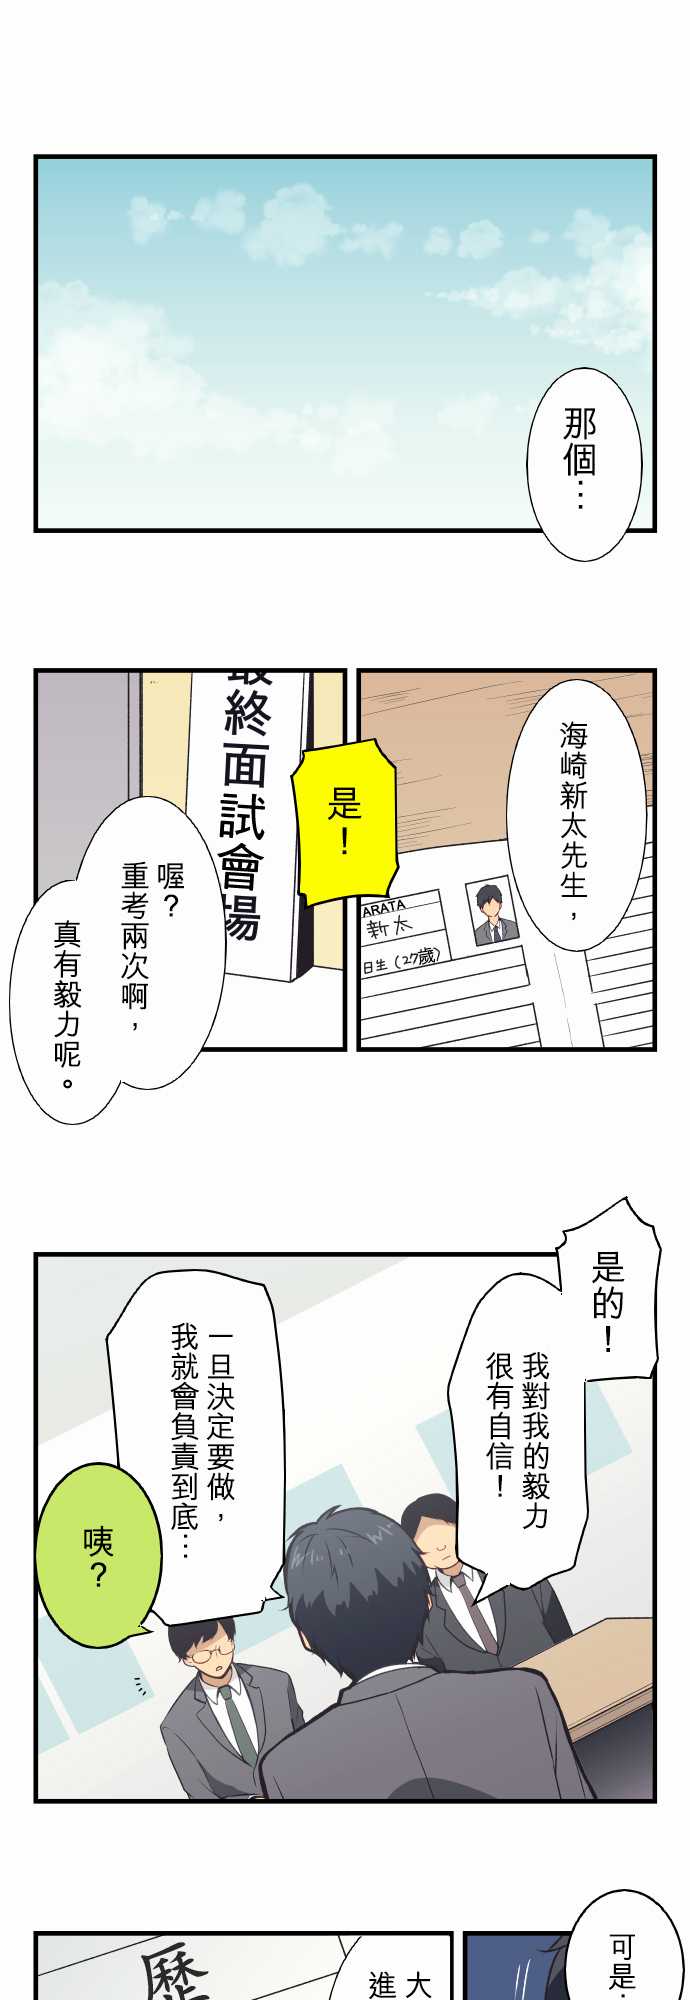 那個…
海崎新太先生，
ARATA
新太
日生（27歲）
是！
最終面試會場
喔？
重考兩次啊，
真有毅力呢。
是的！
我對我的毅力
很有自信！
一旦決定要做，
我就會負責到底…
咦？
可是
大
進
歷